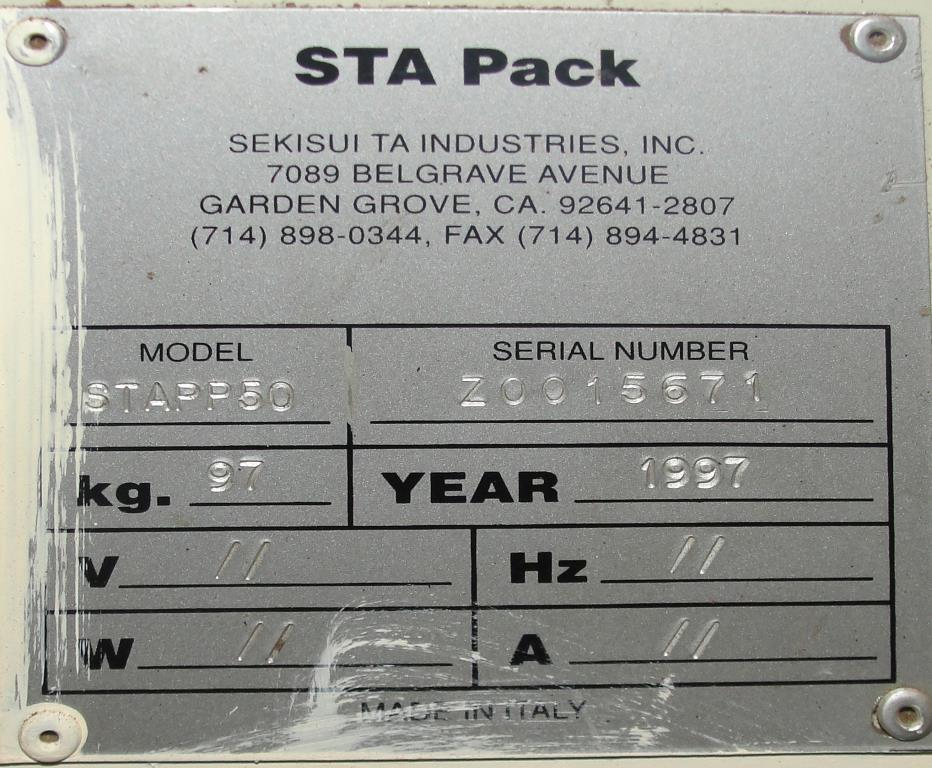 STA Pack
SEKISUI TA INDUSTRIES, INC.
7089 BELGRAVE AVENUE
GARDEN GROVE, CA. 92641-2807
(714) 898-0344, FAX (714) 894-4831
MODEL SERIAL NUMBER
STAPP50 Z0015671
kg. 97 YEAR 1997
V // Hz //
W // A //
MADE IN ITALY